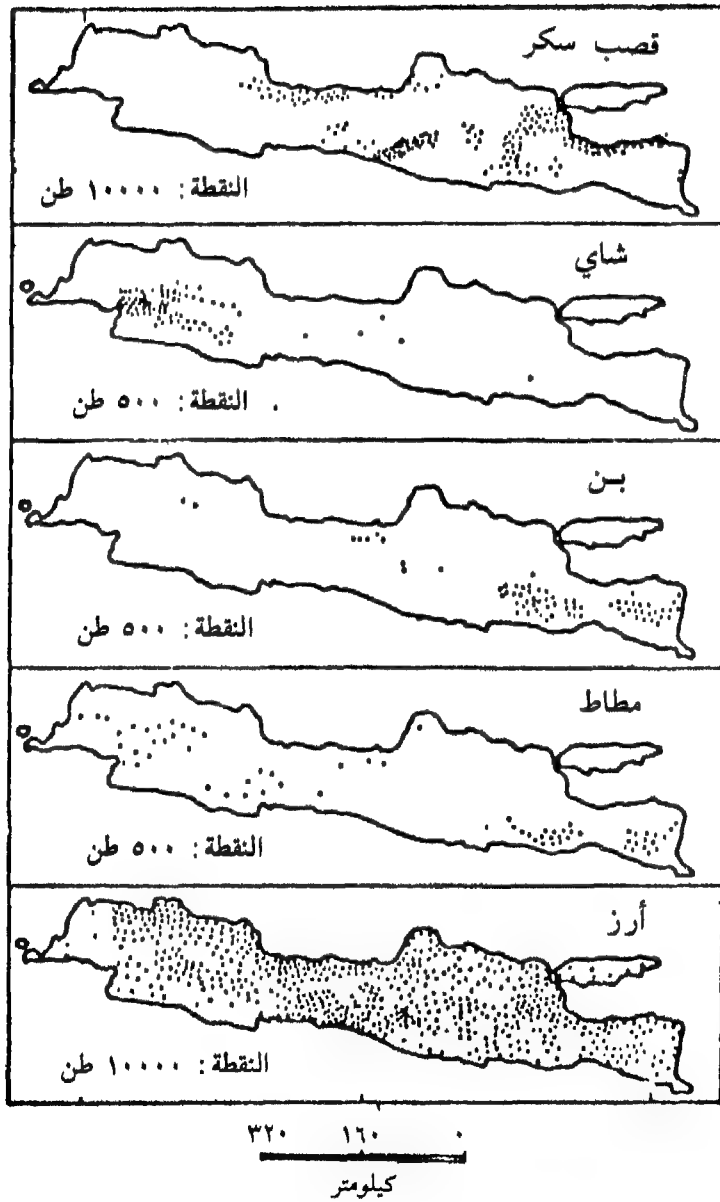 قصب سكر
النقطة: ١٠٠٠٠ طن
شاي
النقطة: ٥٠٠ طن
بـن
النقطة: ٥٠٠ طن
مطاط
النقطة: ٥٠٠ طن
أرز
النقطة: ١٠٠٠٠ طن
٣٢٠ ١٦٠ ٠
كيلومتر